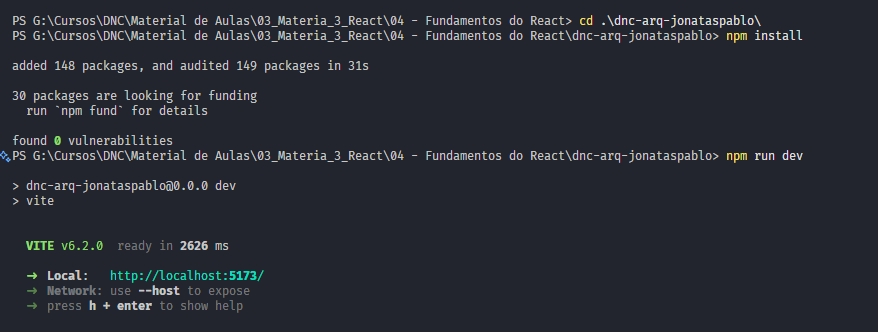 PS G:\Cursos\DNC\Material de Aulas\03_Materia_3_React\04 - Fundamentos do React> cd .\dnc-arq-jonataspablo\
PS G:\Cursos\DNC\Material de Aulas\03_Materia_3_React\04 - Fundamentos do React\dnc-arq-jonataspablo> npm install
added 148 packages, and audited 149 packages in 31s
30 packages are looking for funding
run `npm fund` for details
found 0 vulnerabilities
PS G:\Cursos\DNC\Material de Aulas\03_Materia_3_React\04 - Fundamentos do React\dnc-arq-jonataspablo> npm run dev
> dnc-arq-jonataspablo@0.0.0 dev
> vite
VITE v6.2.0 ready in 2626 ms
➜ Local: http://localhost:5173/
➜ Network: use --host to expose
➜ press h + enter to show help